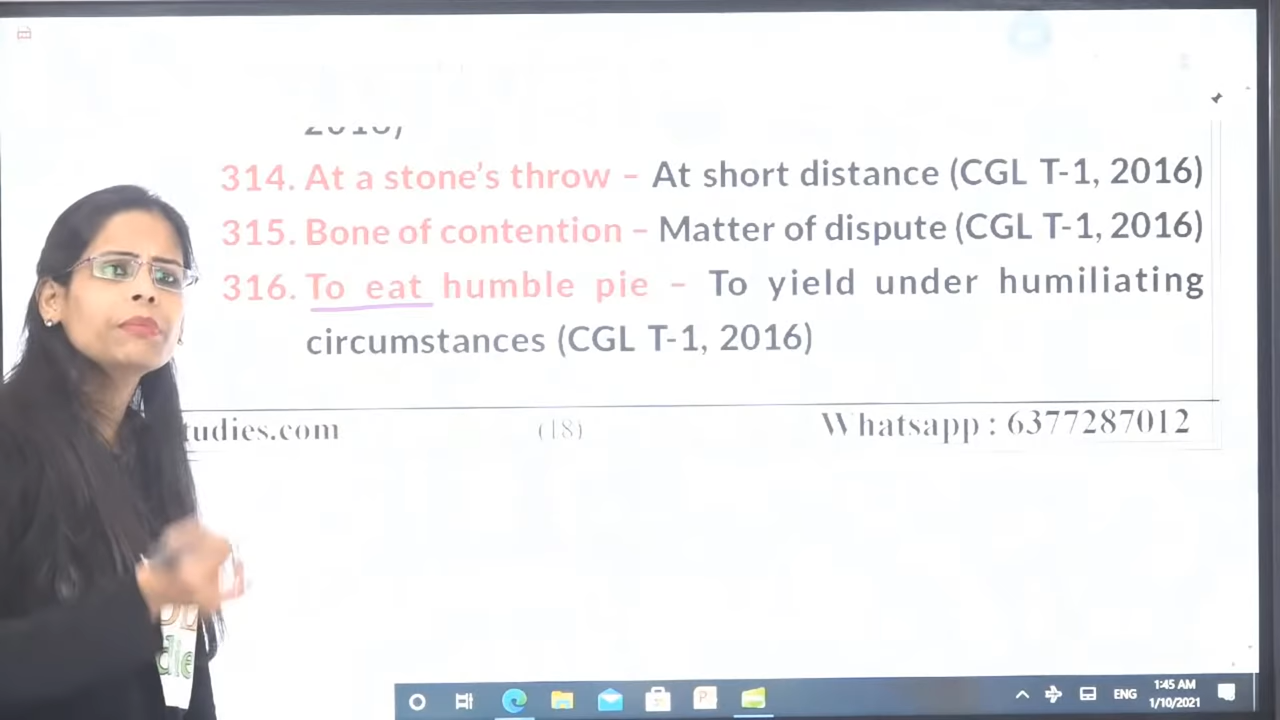 2018)
314. At a stone's throw – At short distance (CGL T-1, 2016)
315. Bone of contention – Matter of dispute (CGL T-1, 2016)
316. To eat humble pie – To yield under humiliating
circumstances (CGL T-1, 2016)
tudies.com (18) Whatsapp : 6377287012
die
ENG 1:45 AM
1/10/2021